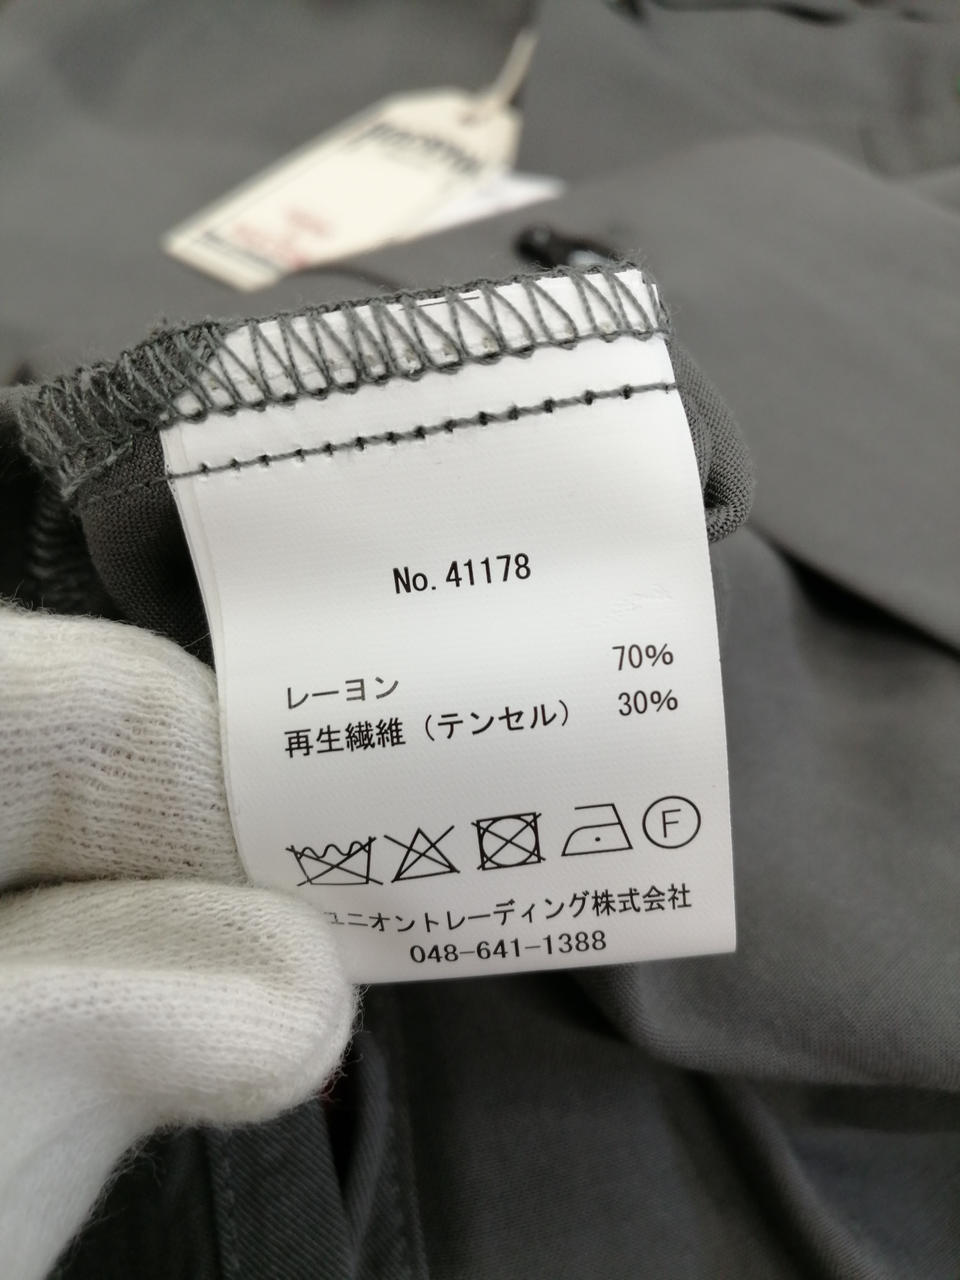 No. 41178
レーヨン 70%
再生繊維（テンセル） 30%
F
ユニオントレーディング株式会社
048-641-1388